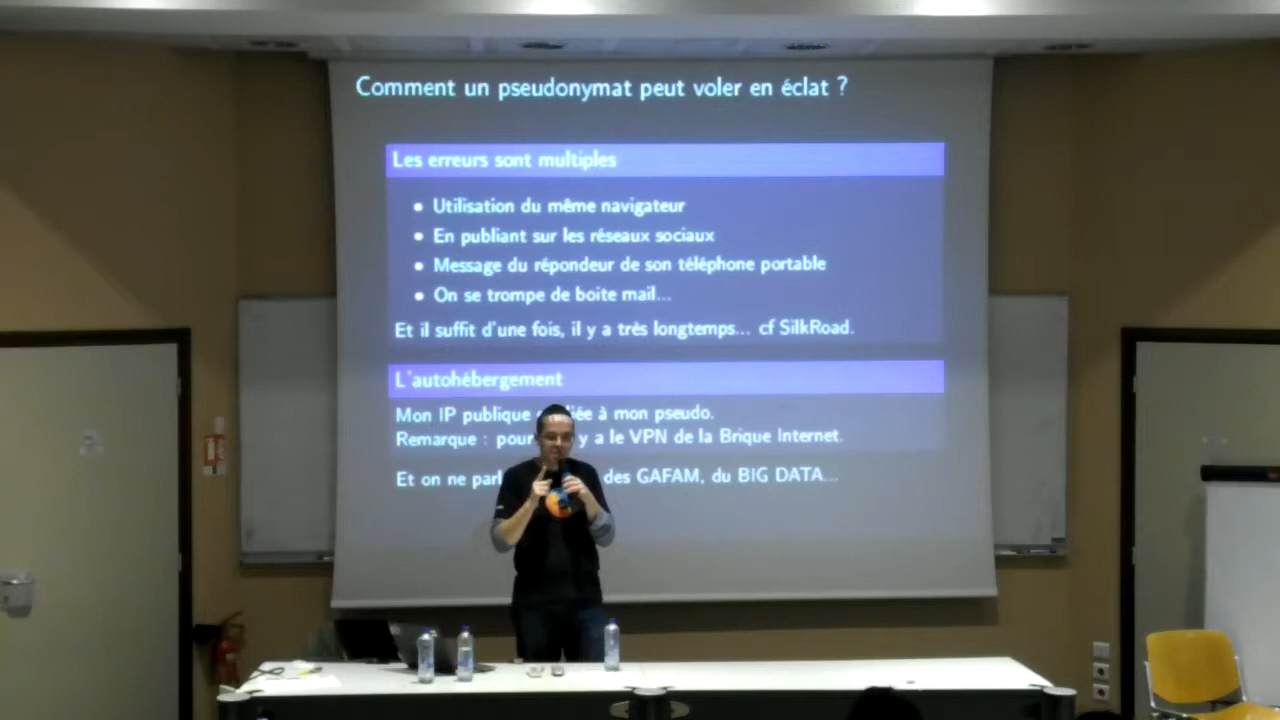 Comment un pseudonymat peut voler en éclat ?
Les erreurs sont multiples
• Utilisation du même navigateur
• En publiant sur les réseaux sociaux
• Message du répondeur de son téléphone portable
• On se trompe de boite mail...
Et il suffit d'une fois, il y a très longtemps... cf SilkRoad.
L'autohébergement
Mon IP publique liée à mon pseudo.
Remarque : pour y a le VPN de la Brique Internet.
Et on ne parl des GAFAM, du BIG DATA...